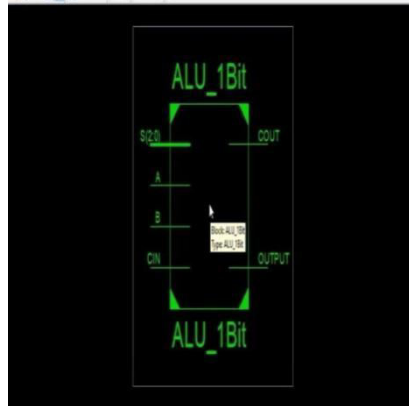 ALU_1Bit
S(2:0)
COUT
A
B
Block: ALU_1Bit
Type: ALU_1Bit
CIN
OUTPUT
ALU_1Bit